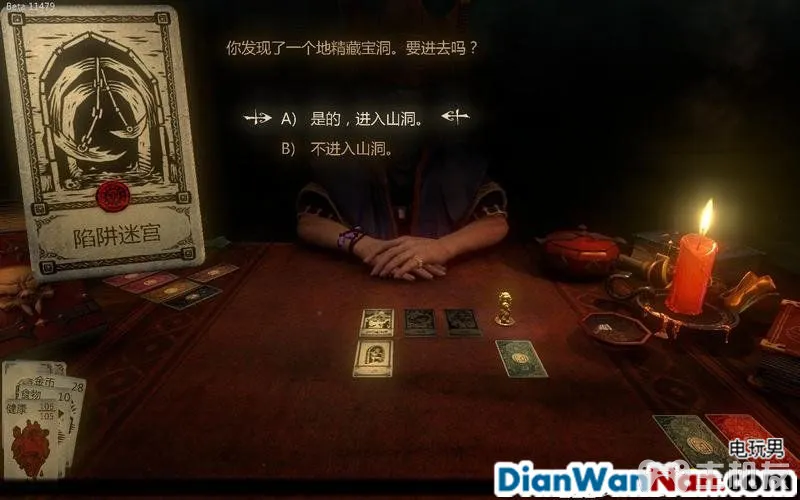 Beta 11479
你发现了一个地精藏宝洞。要进去吗？
A) 是的，进入山洞。
B) 不进入山洞。
陷阱迷宫
金币 28
食物 10
健康 105
105
电玩男
DianWanNan.com